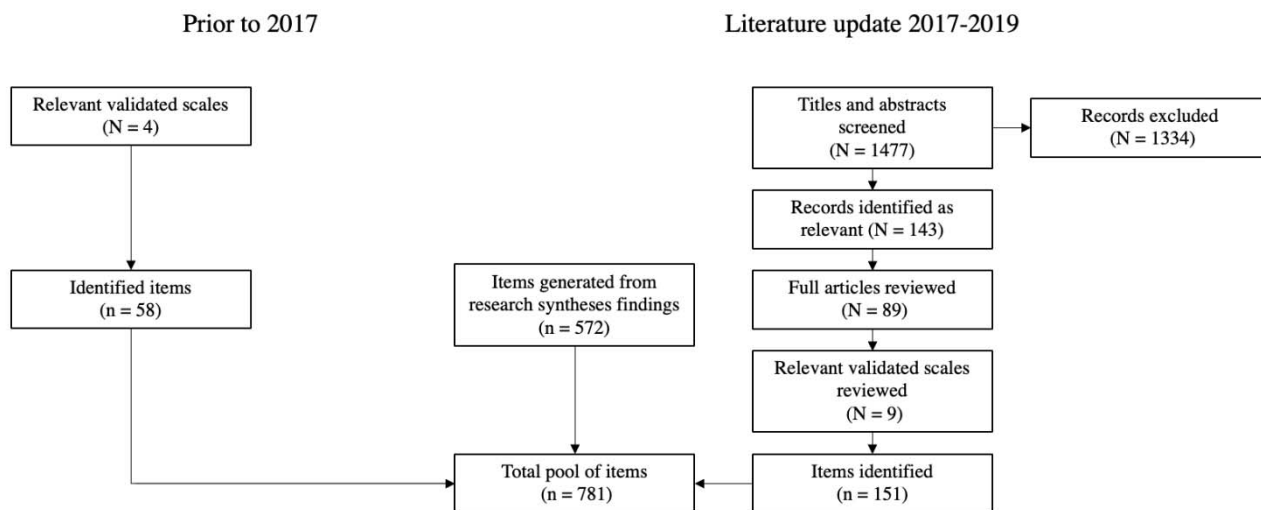 Prior to 2017
Literature update 2017-2019
Relevant validated scales
(N = 4)
Identified items
(n = 58)
Items generated from
research syntheses findings
(n = 572)
Total pool of items
(n = 781)
Titles and abstracts
screened
(N = 1477)
Records excluded
(N = 1334)
Records identified as
relevant (N = 143)
Full articles reviewed
(N = 89)
Relevant validated scales
reviewed
(N = 9)
Items identified
(n = 151)